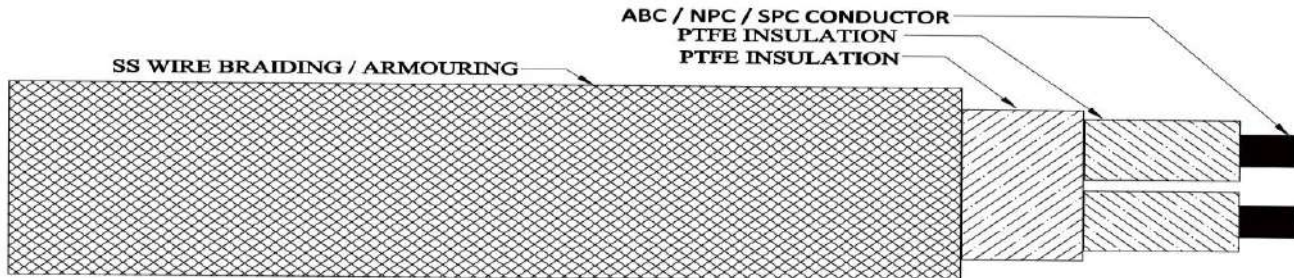 ABC / NPC / SPC CONDUCTOR
PTFE INSULATION
PTFE INSULATION
SS WIRE BRAIDING / ARMOURING